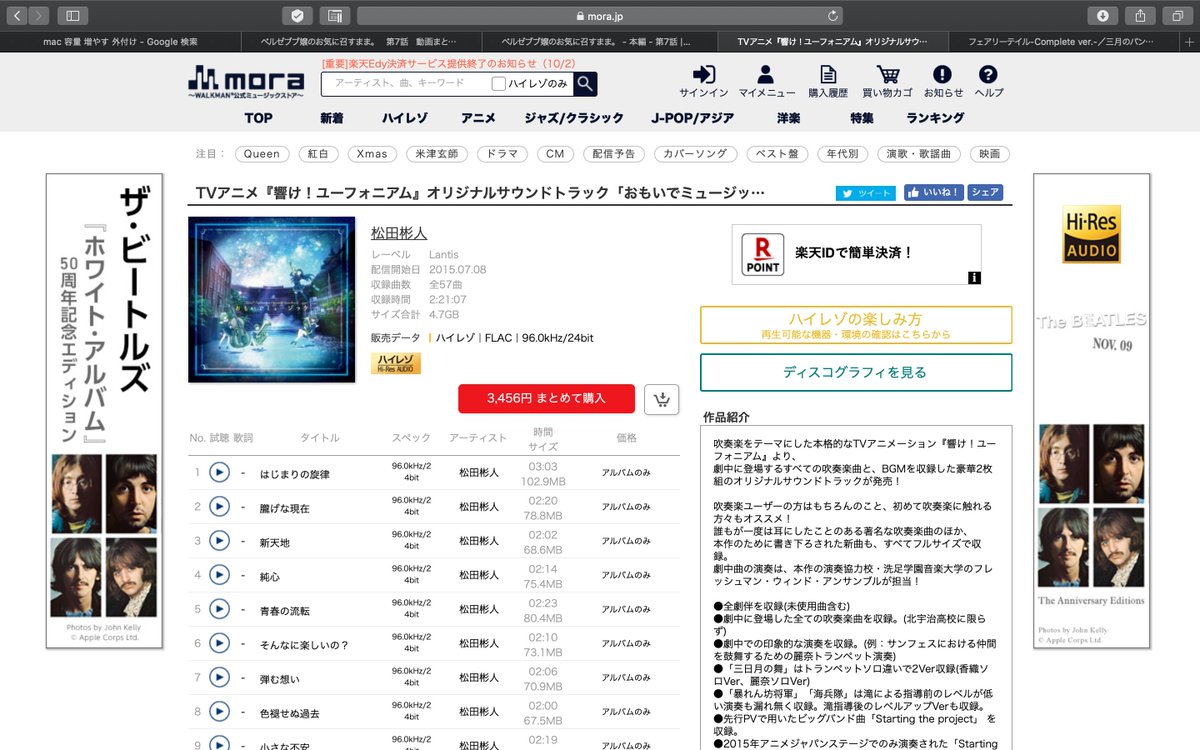 mora.jp
mac 容量 増やす 外付け - Google 検索
ベルゼブブ嬢のお気に召すまま。 第7話 動画まと…
ベルゼブブ嬢のお気に召すまま。 - 本編 - 第7話 |…
TVアニメ『響け！ユーフォニアム』オリジナルサウ…
フェアリーテイル-Complete ver.-／三月のパン…
mora
～WALKMAN®公式ミュージックストア～
[重要]楽天Edy決済サービス提供終了のお知らせ（10/2）
アーティスト、曲、キーワード
ハイレゾのみ
サインイン
マイメニュー
購入履歴
買い物カゴ
お知らせ
ヘルプ
TOP 新着 ハイレゾ アニメ ジャズ/クラシック J-POP/アジア 洋楽 特集 ランキング
注目： Queen 紅白 Xmas 米津玄師 ドラマ CM 配信予告 カバーソング ベスト盤 年代別 演歌・歌謡曲 映画
ザ・ビートルズ
『ホワイト・アルバム』
50周年記念エディション
Photos by John Kelly
© Apple Corps Ltd.
TVアニメ『響け！ユーフォニアム』オリジナルサウンドトラック「おもいでミュージッ…
ツイート
いいね！
シェア
松田彬人
レーベル Lantis
配信開始日 2015.07.08
収録曲数 全57曲
収録時間 2:21:07
サイズ合計 4.7GB
販売データ ハイレゾ | FLAC | 96.0kHz/24bit
ハイレゾ
Hi-Res AUDIO
3,456円 まとめて購入
No. 試聴 歌詞 タイトル スペック アーティスト 時間 サイズ 価格
1 - はじまりの旋律 96.0kHz/24bit 松田彬人 03:03 102.9MB アルバムのみ
2 - 朧げな現在 96.0kHz/24bit 松田彬人 02:20 78.8MB アルバムのみ
3 - 新天地 96.0kHz/24bit 松田彬人 02:02 68.6MB アルバムのみ
4 - 純心 96.0kHz/24bit 松田彬人 02:14 75.4MB アルバムのみ
5 - 青春の流転 96.0kHz/24bit 松田彬人 02:23 80.4MB アルバムのみ
6 - そんなに楽しいの？ 96.0kHz/24bit 松田彬人 02:10 73.1MB アルバムのみ
7 - 弾む想い 96.0kHz/24bit 松田彬人 02:06 70.9MB アルバムのみ
8 - 色褪せぬ過去 96.0kHz/24bit 松田彬人 02:00 67.5MB アルバムのみ
9 - 小さな不安 96.0kHz/2 松田彬人 02:19 アルバムのみ
R
POINT
楽天IDで簡単決済！
ハイレゾの楽しみ方
再生可能な機器・環境の確認はこちらから
ディスコグラフィを見る
作品紹介
吹奏楽をテーマにした本格的なTVアニメーション『響け！ユー
フォニアム』より、
劇中に登場するすべての吹奏楽曲と、BGMを収録した豪華2枚
組のオリジナルサウンドトラックが発売！
吹奏楽ユーザーの方はもちろんのこと、初めて吹奏楽に触れる
方々もオススメ！
誰もが一度は耳にしたことのある著名な吹奏楽曲のほか、
本作のために書き下ろされた新曲も、すべてフルサイズで収
録。
劇中曲の演奏は、本作の演奏協力校・洗足学園音楽大学のフレ
ッシュマン・ウィンド・アンサンブルが担当！
●全劇伴を収録(未使用曲含む)
●劇中に登場した全ての吹奏楽曲を収録。(北宇治高校に限ら
ず)
●劇中での印象的な演奏を収録。(例：サンフェスにおける仲間
を鼓舞するための麗奈トランペット演奏)
●「三日月の舞」はトランペットソロ違いで2Ver収録(香織ソ
ロVer、麗奈ソロVer)
●「暴れん坊将軍」「海兵隊」は滝による指導前のレベルが低
い演奏も漏れ無く収録。滝指導後のレベルアップVerも収録。
●先行PVで用いたビッグバンド曲「Starting the project」 を
収録。
●2015年アニメジャパンステージでのみ演奏された「Starting
Hi-Res
AUDIO
The BEATLES
NOV. 09
The Anniversary Editions
Photos by John Kelly
© Apple Corps Ltd.